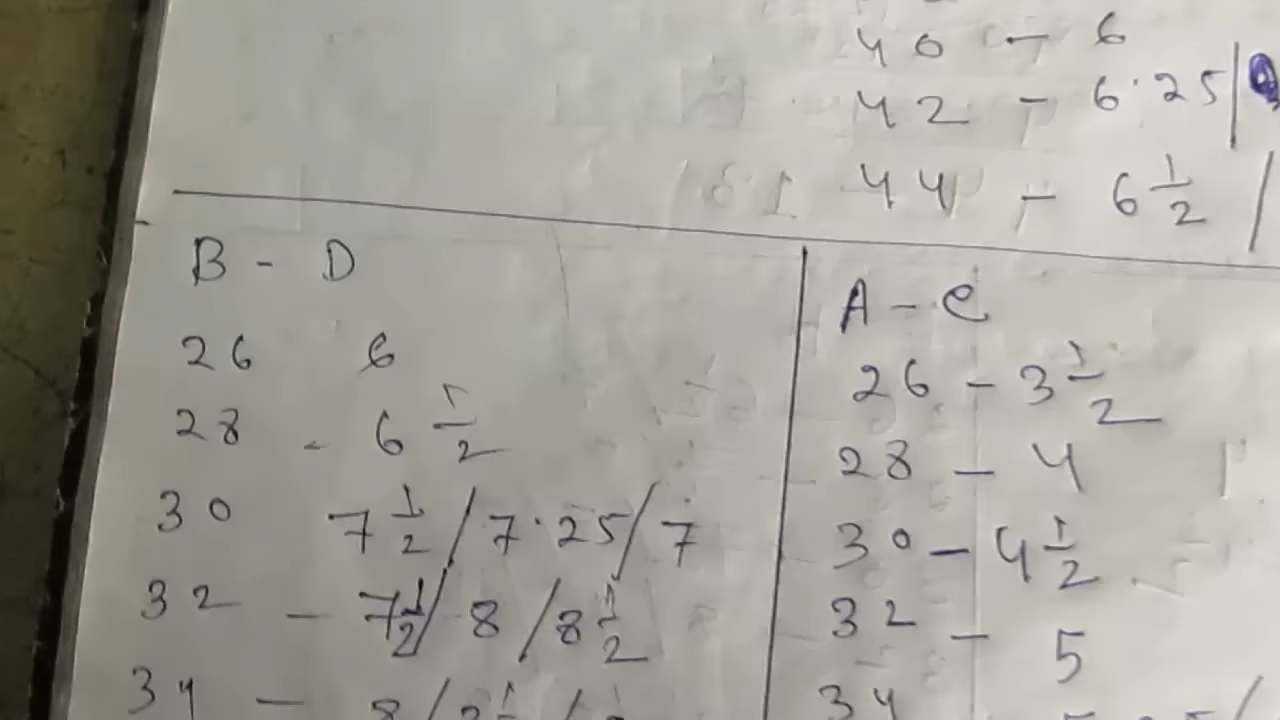 40 - 6
42 - 6.25/
44 - 6 1/2 /
B - D
26 6
28 - 6 1/2
30 7 1/2 / 7.25 / 7
32 - 7 1/2 / 8 / 8 1/2
34 - 8 /
A - C
26 - 3 1/2
28 - 4
30 - 4 1/2
32 - 5
34